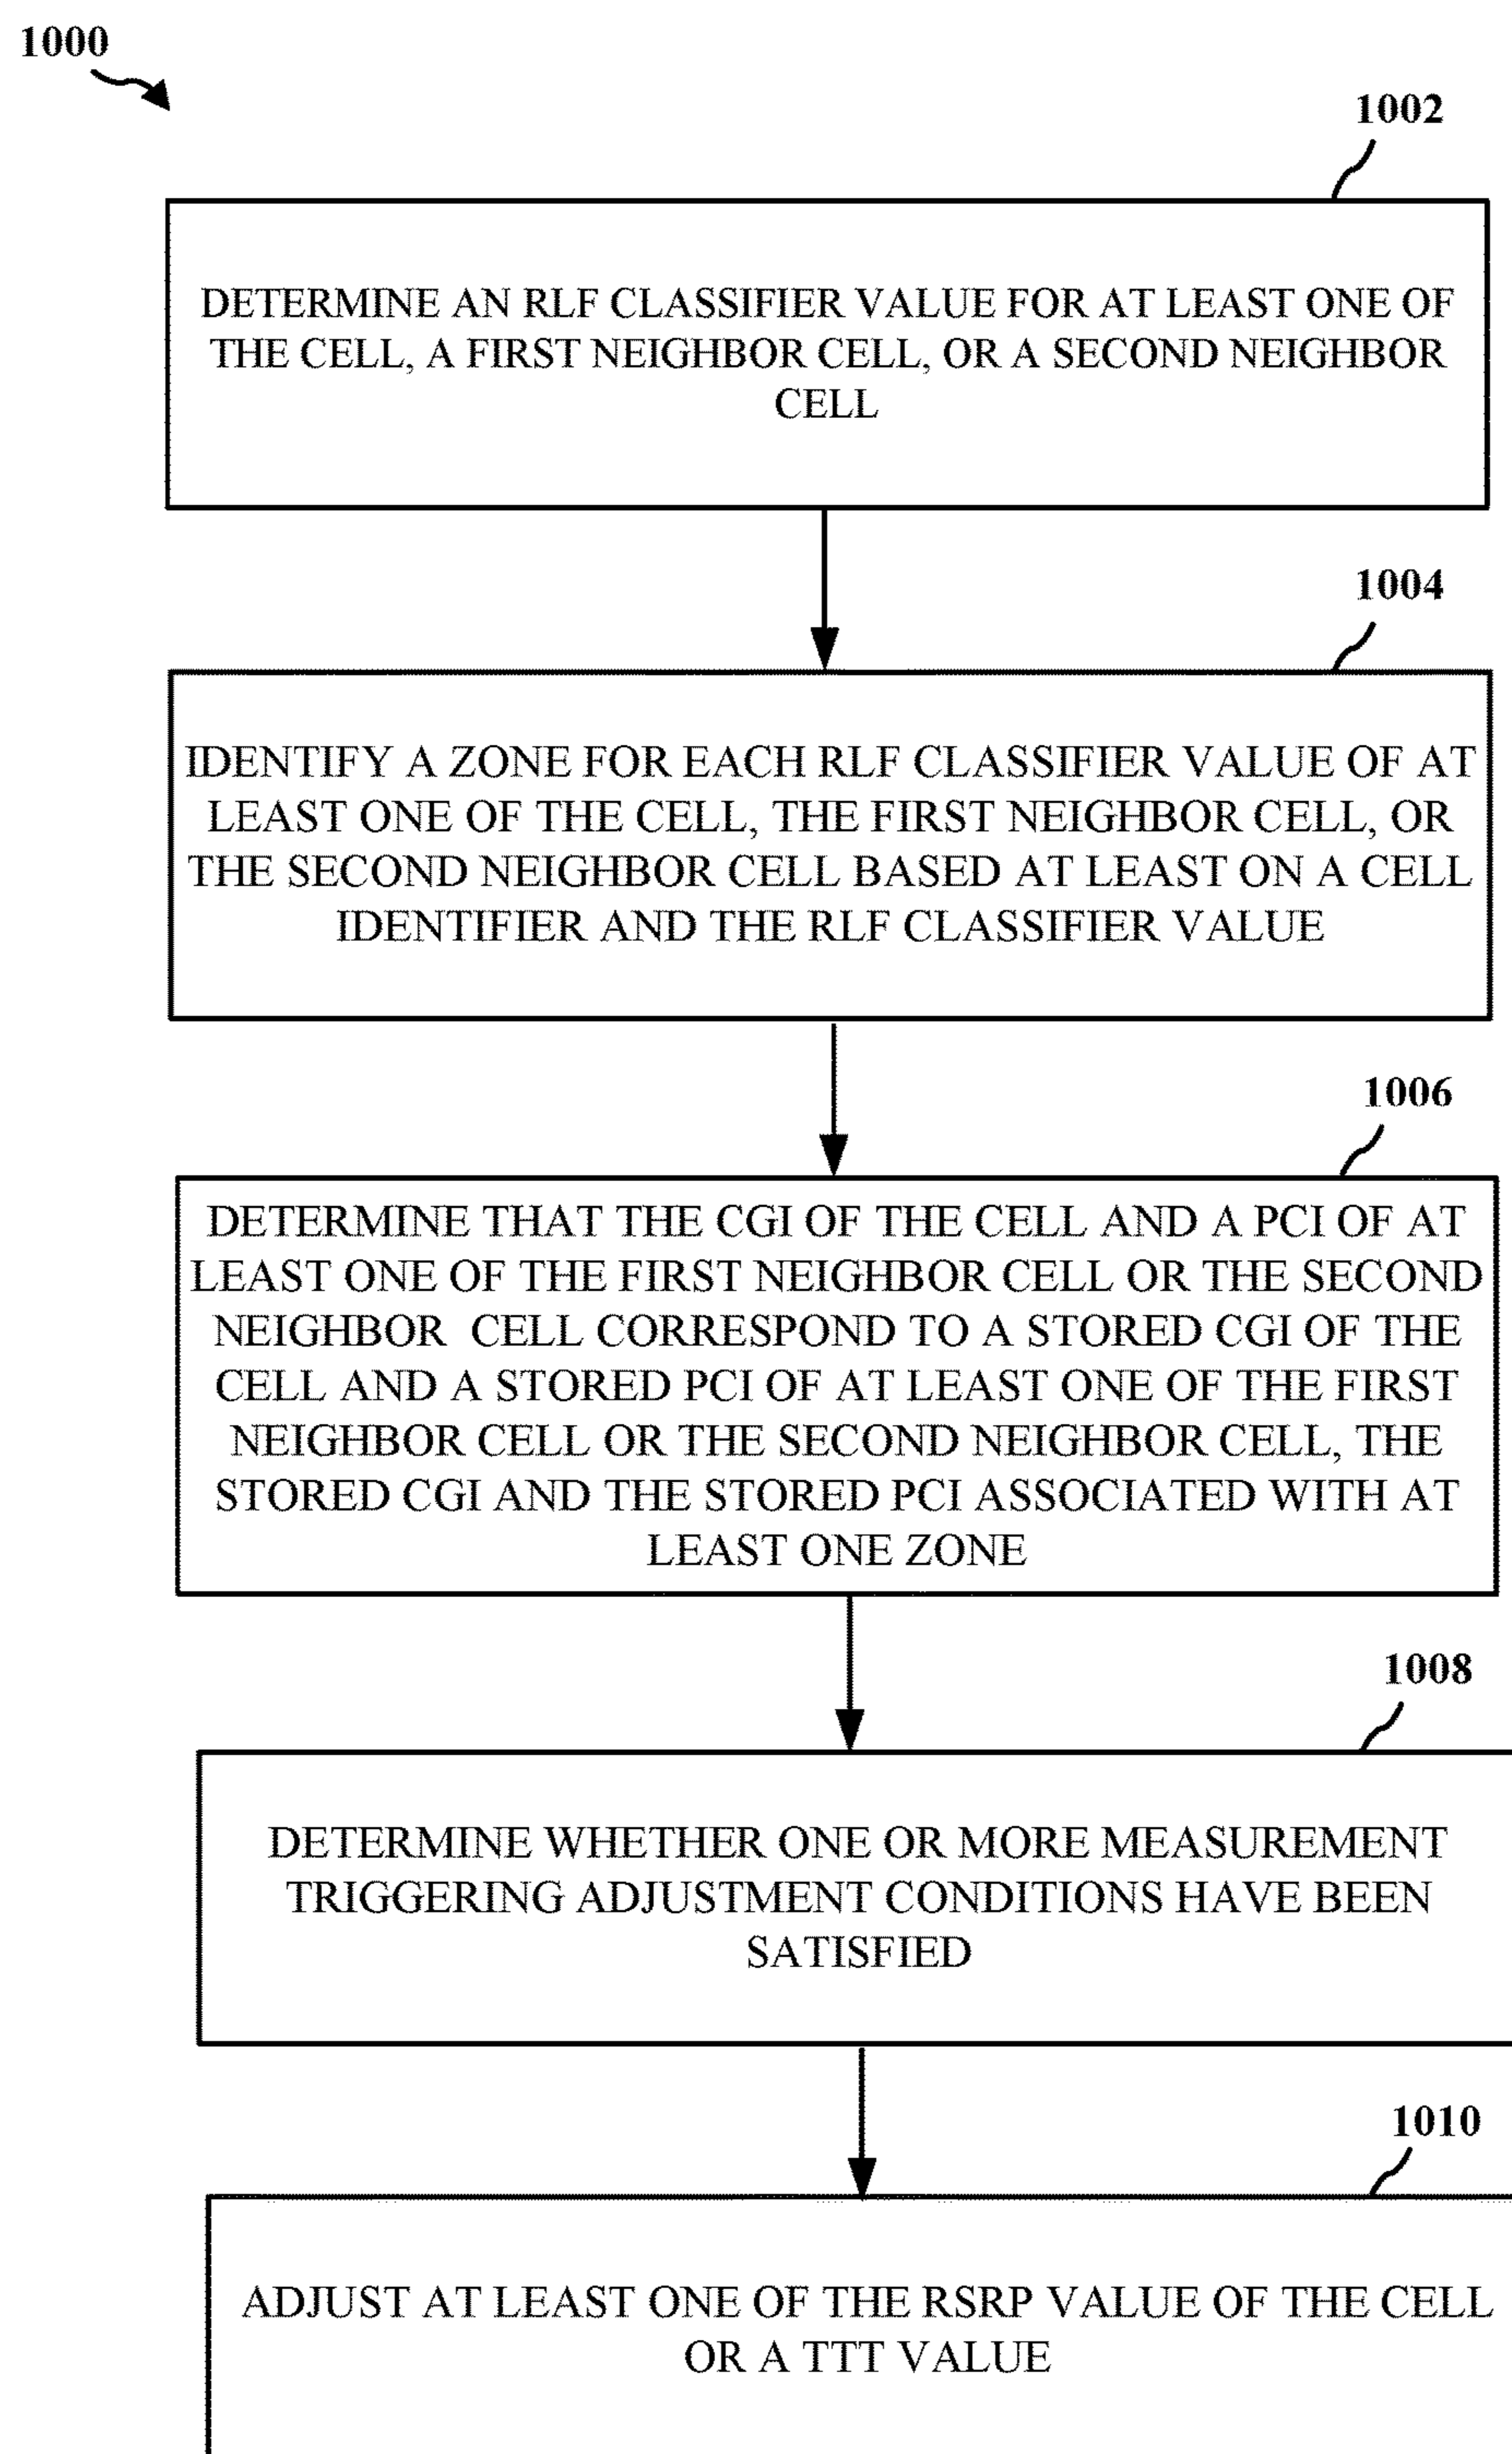 1000
1002
DETERMINE AN RLF CLASSIFIER VALUE FOR AT LEAST ONE OF
THE CELL, A FIRST NEIGHBOR CELL, OR A SECOND NEIGHBOR
CELL
1004
IDENTIFY A ZONE FOR EACH RLF CLASSIFIER VALUE OF AT
LEAST ONE OF THE CELL, THE FIRST NEIGHBOR CELL, OR
THE SECOND NEIGHBOR CELL BASED AT LEAST ON A CELL
IDENTIFIER AND THE RLF CLASSIFIER VALUE
1006
DETERMINE THAT THE CGI OF THE CELL AND A PCI OF AT
LEAST ONE OF THE FIRST NEIGHBOR CELL OR THE SECOND
NEIGHBOR CELL CORRESPOND TO A STORED CGI OF THE
CELL AND A STORED PCI OF AT LEAST ONE OF THE FIRST
NEIGHBOR CELL OR THE SECOND NEIGHBOR CELL, THE
STORED CGI AND THE STORED PCI ASSOCIATED WITH AT
LEAST ONE ZONE
1008
DETERMINE WHETHER ONE OR MORE MEASUREMENT
TRIGGERING ADJUSTMENT CONDITIONS HAVE BEEN
SATISFIED
1010
ADJUST AT LEAST ONE OF THE RSRP VALUE OF THE CELL
OR A TTT VALUE